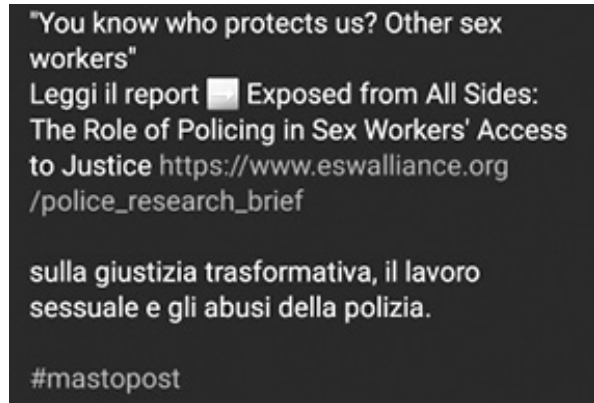 "You know who protects us? Other sex
workers"
Leggi il report ➡ Exposed from All Sides:
The Role of Policing in Sex Workers' Access
to Justice https://www.eswalliance.org
/police_research_brief
sulla giustizia trasformativa, il lavoro
sessuale e gli abusi della polizia.
#mastopost